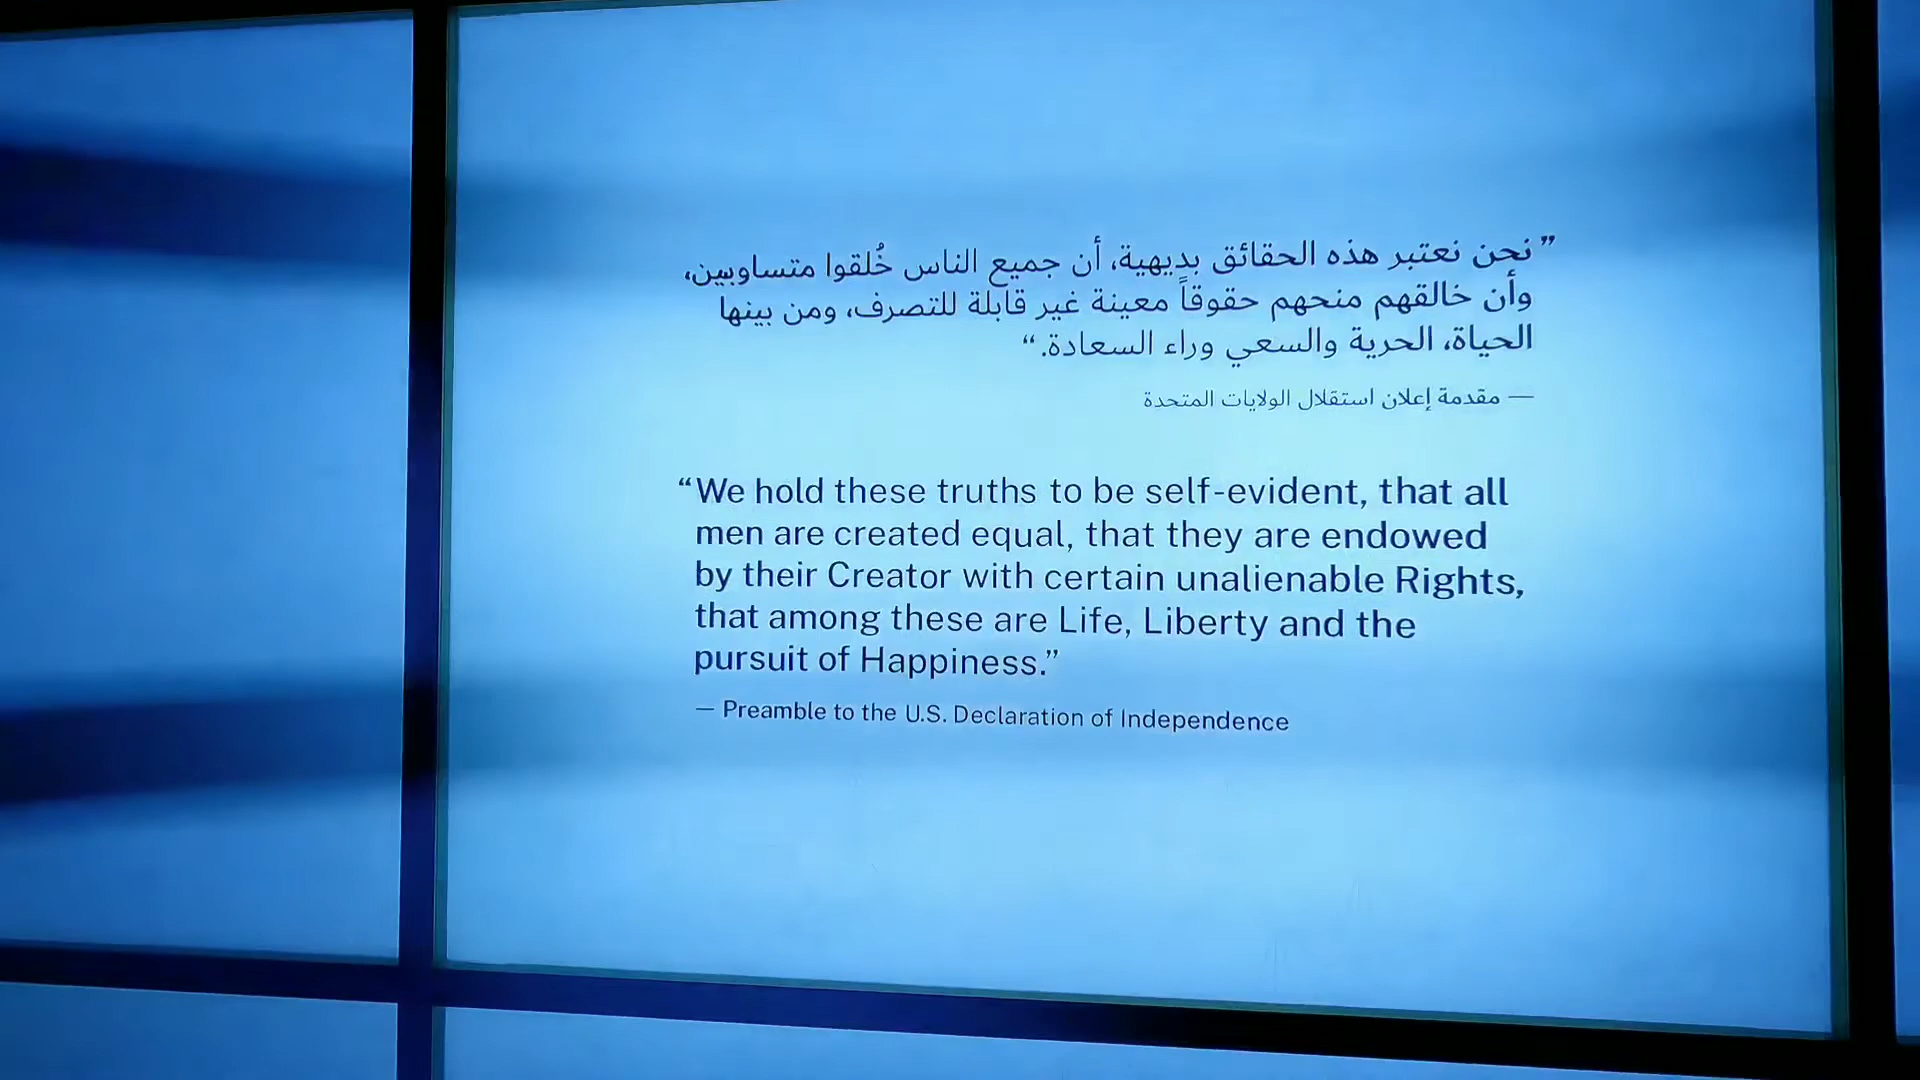 ”نحن نعتبر هذه الحقائق بديهية، أن جميع الناس خُلقوا متساويين،
وأن خالقهم منحهم حقوقاً معينة غير قابلة للتصرف، ومن بينها
الحياة، الحرية والسعي وراء السعادة.“
— مقدمة إعلان استقلال الولايات المتحدة
“We hold these truths to be self-evident, that all
men are created equal, that they are endowed
by their Creator with certain unalienable Rights,
that among these are Life, Liberty and the
pursuit of Happiness.”
— Preamble to the U.S. Declaration of Independence